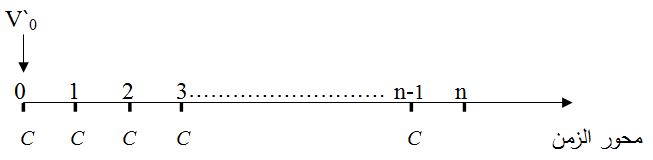 V`0
0 1 2 3........................... n-1 n
C C C C C محور الزمن